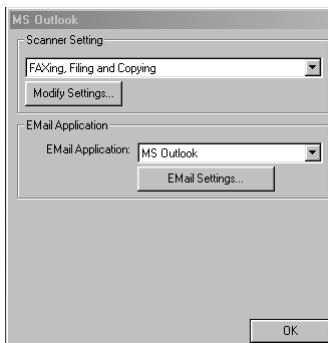 MS Outlook
Scanner Setting
FAXing, Filing and Copying
Modify Settings...
EMail Application
EMail Application: MS Outlook
EMail Settings...
OK